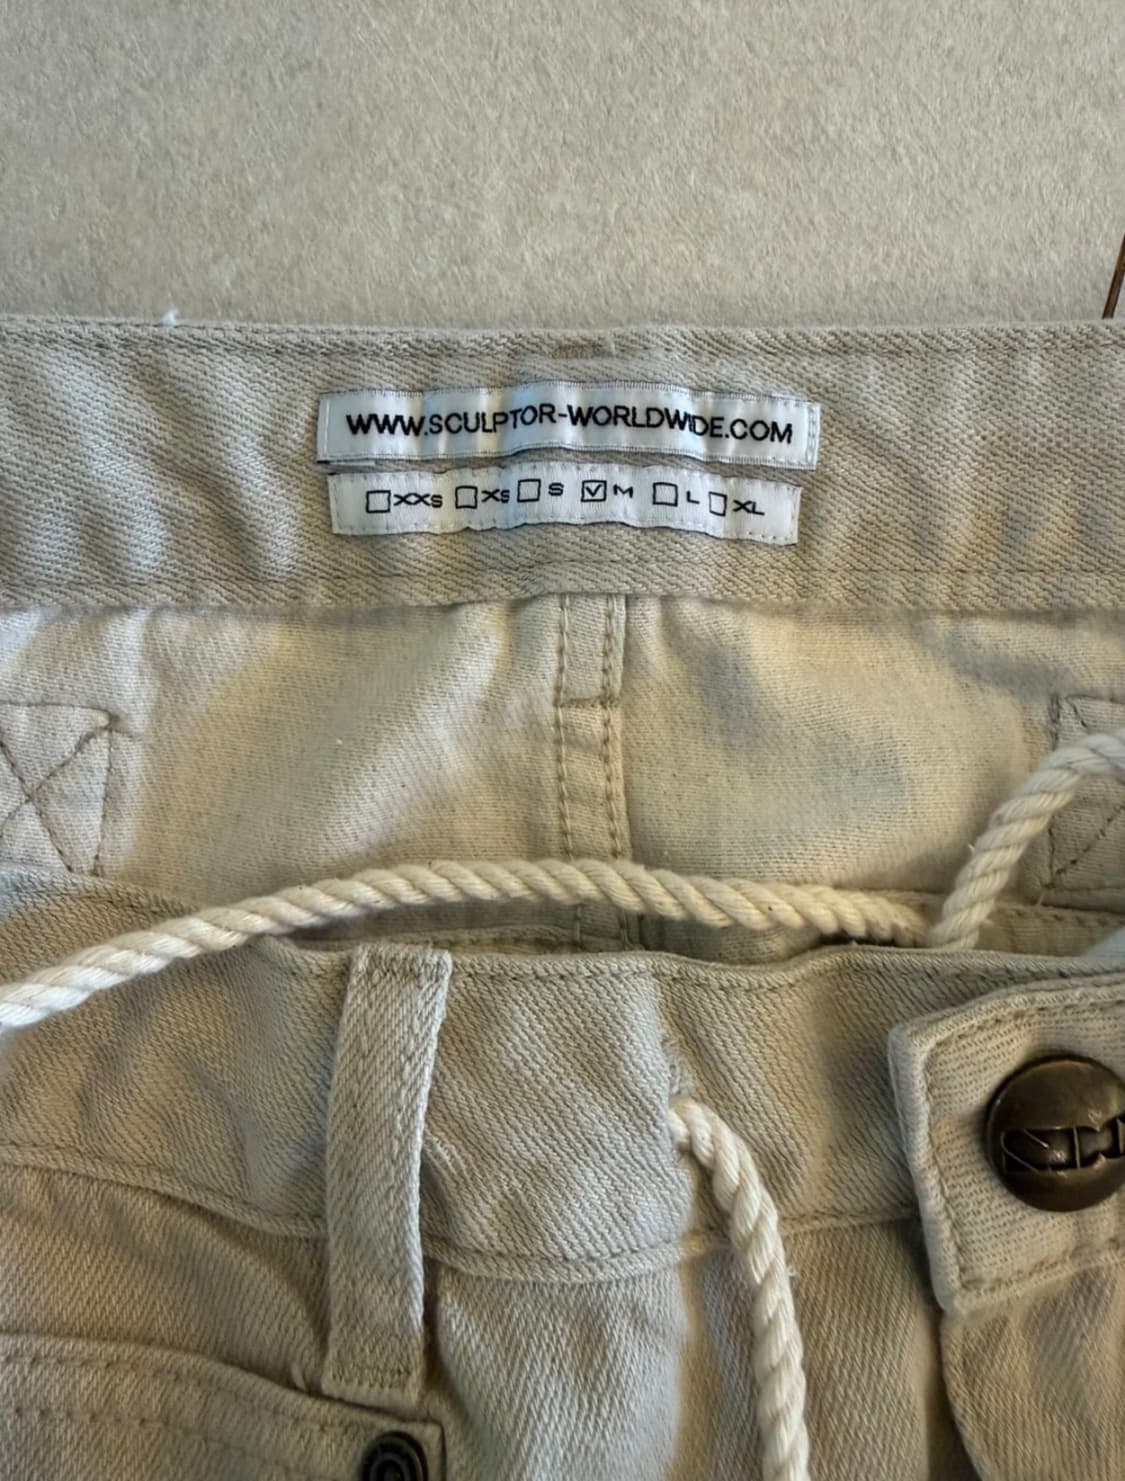 WWW.SCULPTOR-WORLDWIDE.COM
☐XXS ☐XS ☐S ☑M ☐L ☐XL